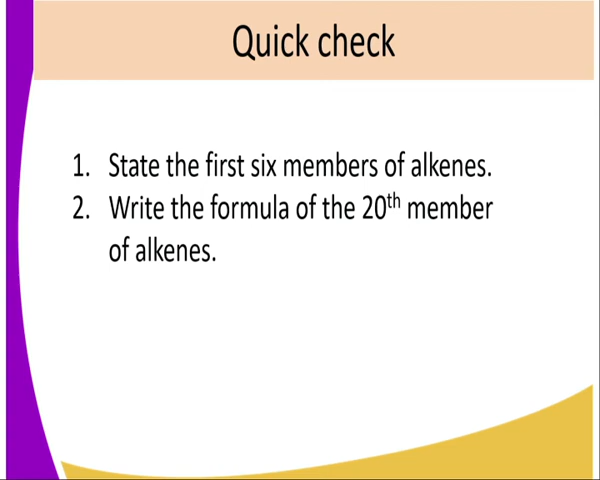 Quick check
1. State the first six members of alkenes.
2. Write the formula of the 20th member
of alkenes.